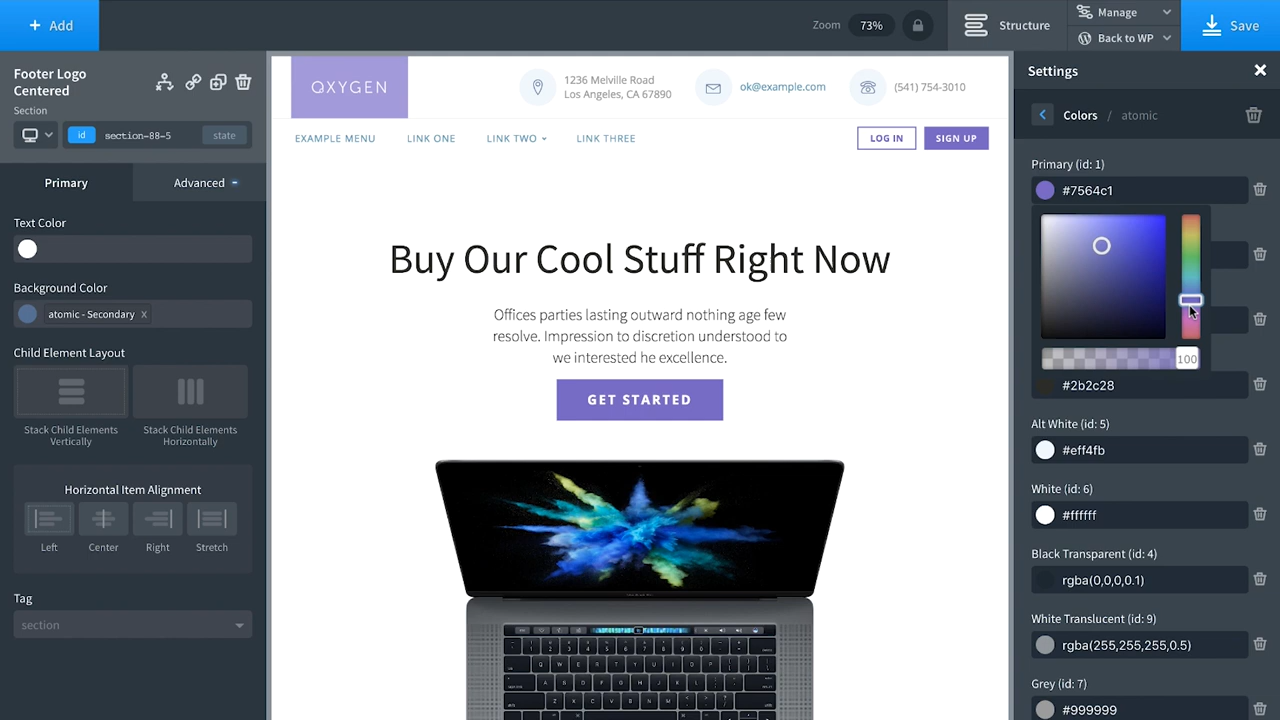 + Add
Zoom
73%
Structure
Manage
Back to WP
Save
Footer Logo
Centered
Section
id
section-88-5
state
Primary
Advanced
Text Color
Background Color
atomic - Secondary x
Child Element Layout
Stack Child Elements
Vertically
Stack Child Elements
Horizontally
Horizontal Item Alignment
Left
Center
Right
Stretch
Tag
section
OXYGEN
1236 Melville Road
Los Angeles, CA 67890
ok@example.com
(541) 754-3010
EXAMPLE MENU
LINK ONE
LINK TWO
LINK THREE
LOG IN
SIGN UP
Buy Our Cool Stuff Right Now
Offices parties lasting outward nothing age few
resolve. Impression to discretion understood to
we interested he excellence.
GET STARTED
Settings
Colors / atomic
Primary (id: 1)
#7564c1
100
#2b2c28
Alt White (id: 5)
#eff4fb
White (id: 6)
#ffffff
Black Transparent (id: 4)
rgba(0,0,0,0.1)
White Transparent (id: 9)
rgba(255,255,255,0.5)
Grey (id: 7)
#999999